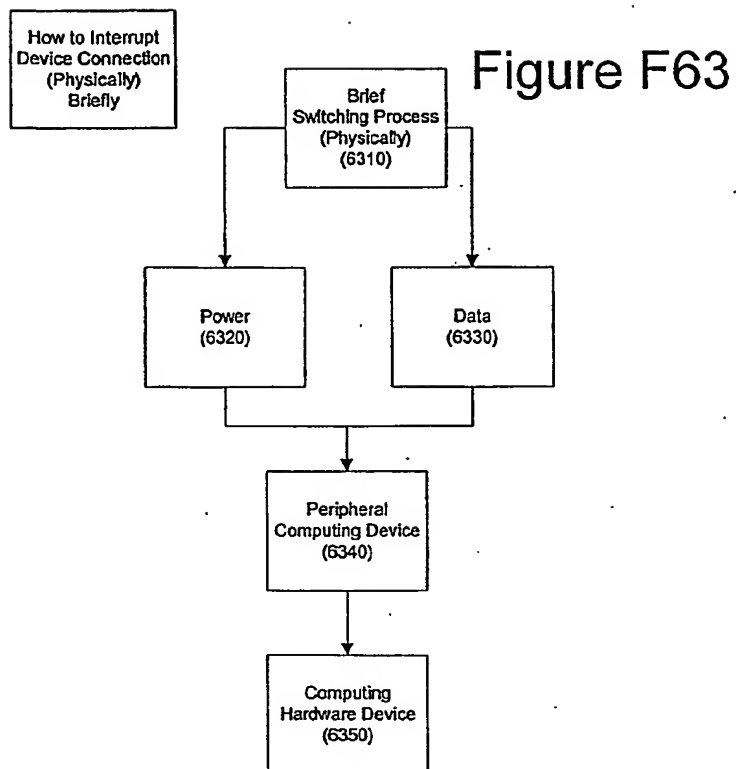 How to Interrupt
Device Connection
(Physically)
Briefly
Figure F63
Brief
Switching Process
(Physically)
(6310)
Power
(6320)
Data
(6330)
Peripheral
Computing Device
(6340)
Computing
Hardware Device
(6350)